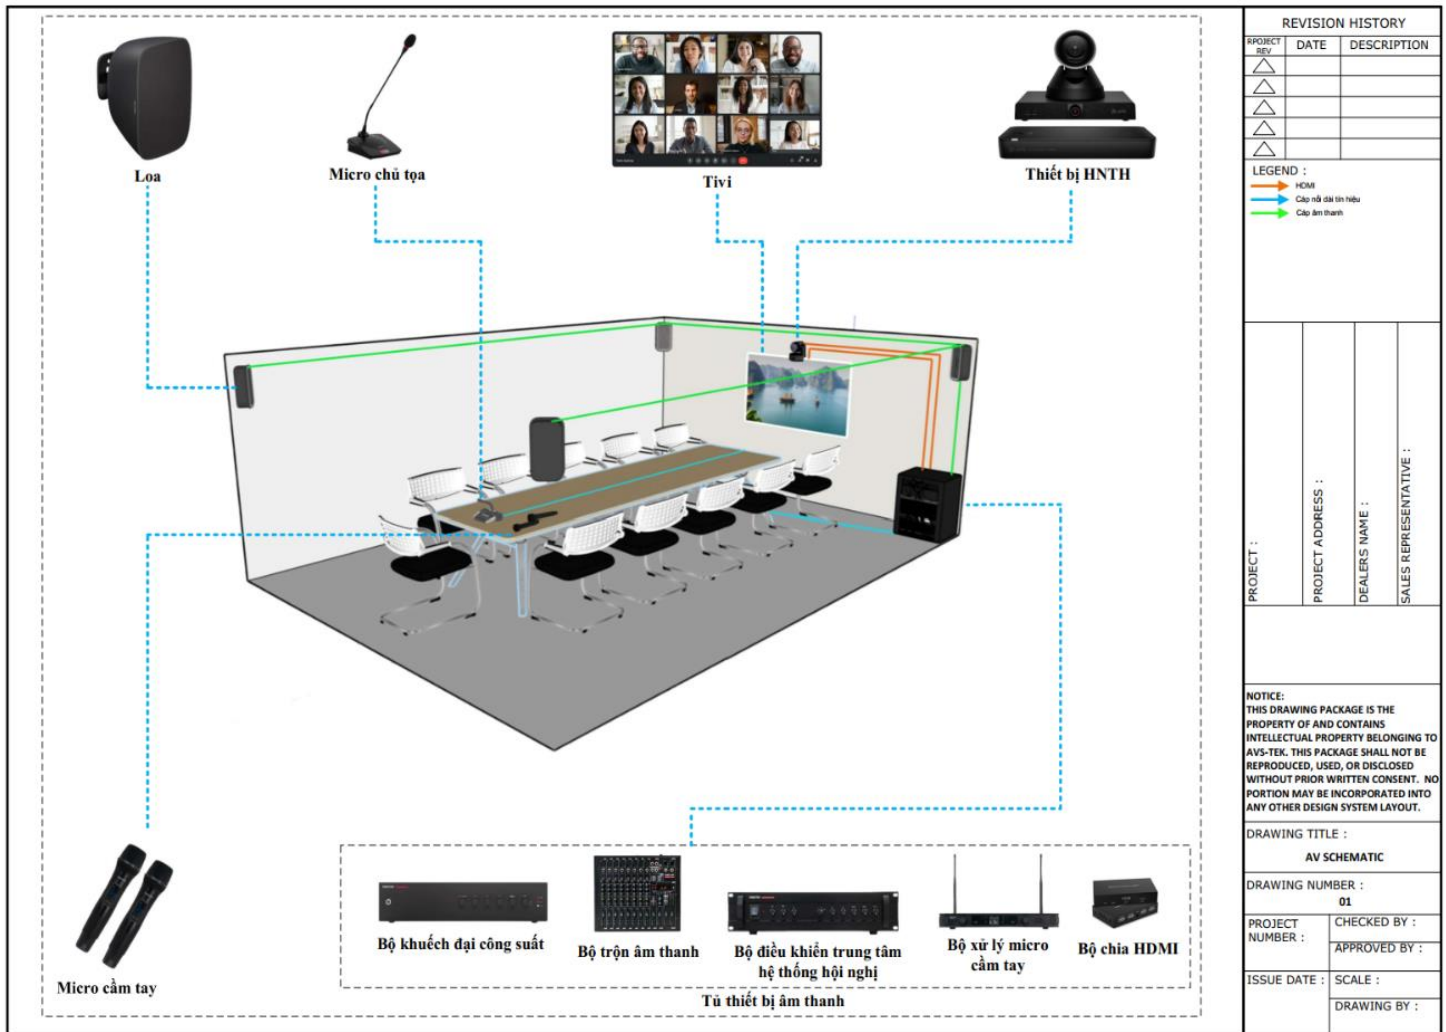 Loa
Micro chủ tọa
Tivi
Thiết bị HNTH
Micro cầm tay
Bộ khuếch đại công suất
Bộ trộn âm thanh
Bộ điều khiển trung tâm
hệ thống hội nghị
Bộ xử lý micro
cầm tay
Bộ chia HDMI
Tủ thiết bị âm thanh
REVISION HISTORY
RPOJECT
REV
DATE
DESCRIPTION
LEGEND :
HDMI
Cáp nối dài tín hiệu
Cáp âm thanh
PROJECT :
PROJECT ADDRESS :
DEALERS NAME :
SALES REPRESENTATIVE :
NOTICE:
THIS DRAWING PACKAGE IS THE
PROPERTY OF AND CONTAINS
INTELLECTUAL PROPERTY BELONGING TO
AVS-TEK. THIS PACKAGE SHALL NOT BE
REPRODUCED, USED, OR DISCLOSED
WITHOUT PRIOR WRITTEN CONSENT. NO
PORTION MAY BE INCORPORATED INTO
ANY OTHER DESIGN SYSTEM LAYOUT.
DRAWING TITLE :
AV SCHEMATIC
DRAWING NUMBER :
01
PROJECT
NUMBER :
CHECKED BY :
APPROVED BY :
ISSUE DATE :
SCALE :
DRAWING BY :